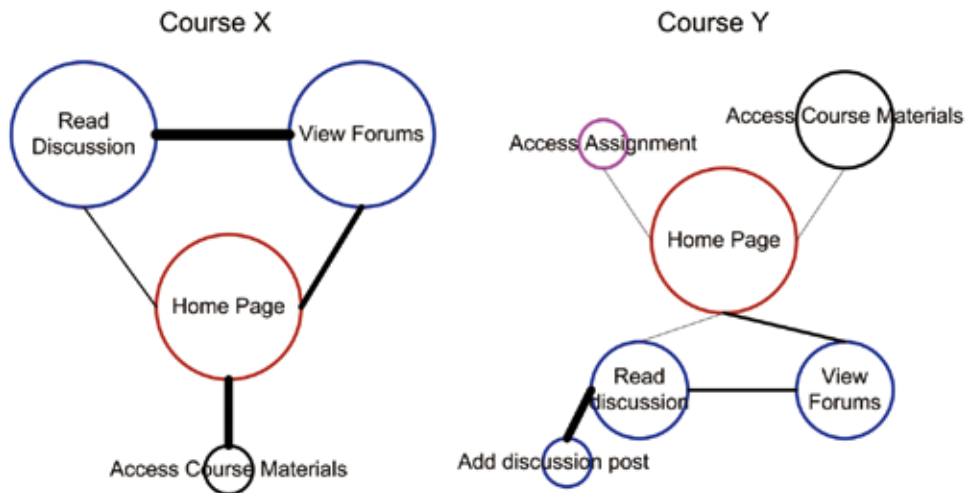 Course X
Read
Discussion
View Forums
Home Page
Access Course Materials
Course Y
Access Course Materials
Access Assignment
Home Page
Read
discussion
View
Forums
Add discussion post